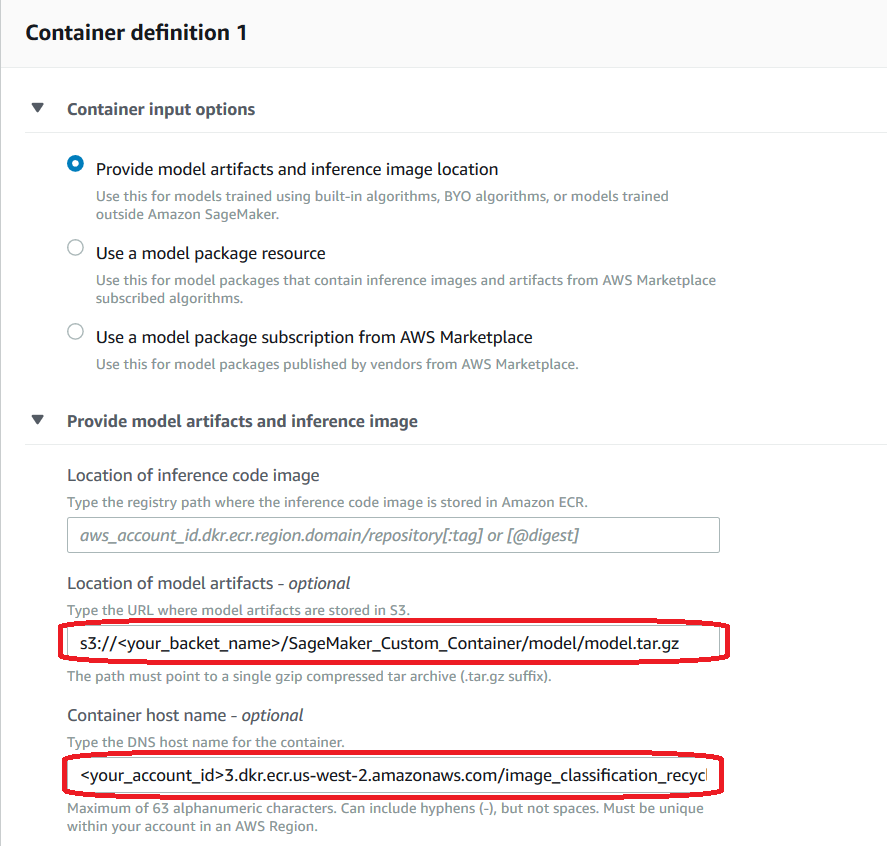 Container definition 1
Container input options
Provide model artifacts and inference image location
Use this for models trained using built-in algorithms, BYO algorithms, or models trained
outside Amazon SageMaker.
Use a model package resource
Use this for model packages that contain inference images and artifacts from AWS Marketplace
subscribed algorithms.
Use a model package subscription from AWS Marketplace
Use this for model packages published by vendors from AWS Marketplace.
Provide model artifacts and inference image
Location of inference code image
Type the registry path where the inference code image is stored in Amazon ECR.
aws_account_id.dkr.ecr.region.domain/repository[:tag] or [@digest]
Location of model artifacts - optional
Type the URL where model artifacts are stored in S3.
s3://<your_backet_name>/SageMaker_Custom_Container/model/model.tar.gz
The path must point to a single gzip compressed tar archive (.tar.gz suffix).
Container host name - optional
Type the DNS host name for the container.
<your_account_id>3.dkr.ecr.us-west-2.amazonaws.com/image_classification_recycl
Maximum of 63 alphanumeric characters. Can include hyphens (-), but not spaces. Must be unique
within your account in an AWS Region.